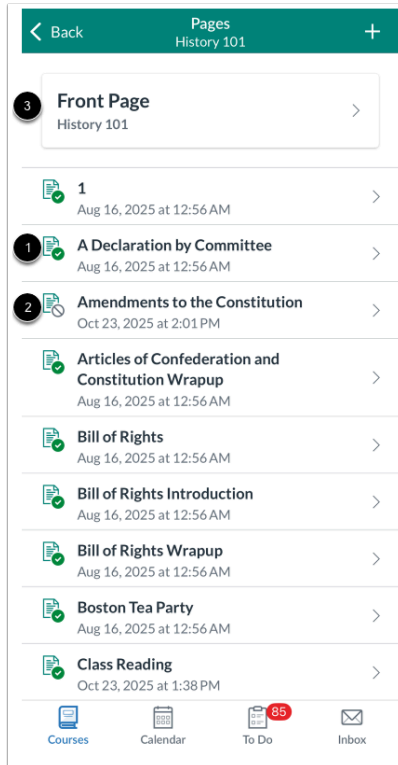 Back
Pages
History 101
+
3
Front Page
History 101
1
Aug 16, 2025 at 12:56 AM
1
A Declaration by Committee
Aug 16, 2025 at 12:56 AM
2
Amendments to the Constitution
Oct 23, 2025 at 2:01 PM
Articles of Confederation and
Constitution Wrapup
Aug 16, 2025 at 12:56 AM
Bill of Rights
Aug 16, 2025 at 12:56 AM
Bill of Rights Introduction
Aug 16, 2025 at 12:56 AM
Bill of Rights Wrapup
Aug 16, 2025 at 12:56 AM
Boston Tea Party
Aug 16, 2025 at 12:56 AM
Class Reading
Oct 23, 2025 at 1:38 PM
85
Courses
Calendar
To Do
Inbox